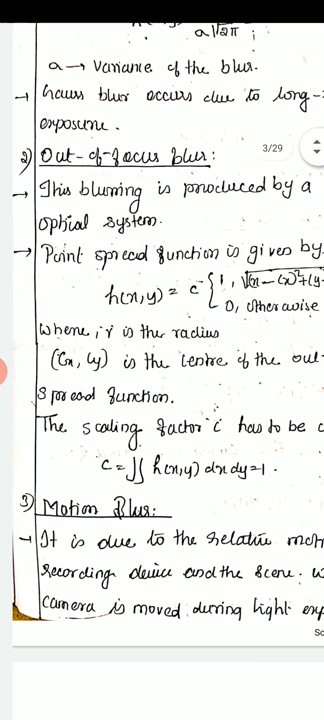 a√2π ;
a → variance of the blur.
→ Gauss blur occurs due to long-
exposure.
3/29
2) Out-of-focus blur:
→ This blurring is produced by a
optical system.
→ Point spread function is given by
h(x,y) = c { 1, √(x-Cx)²+(y-
0, otherwise
where, r is the radius
(Cx, Cy) is the centre of the out-
spread function.
The scaling factor 'c' has to be c
c = ∬ h(x,y) dx dy = 1.
3) Motion Blur:
→ It is due to the relative mot
recording device and the scene. w
camera is moved during light exp
Sc